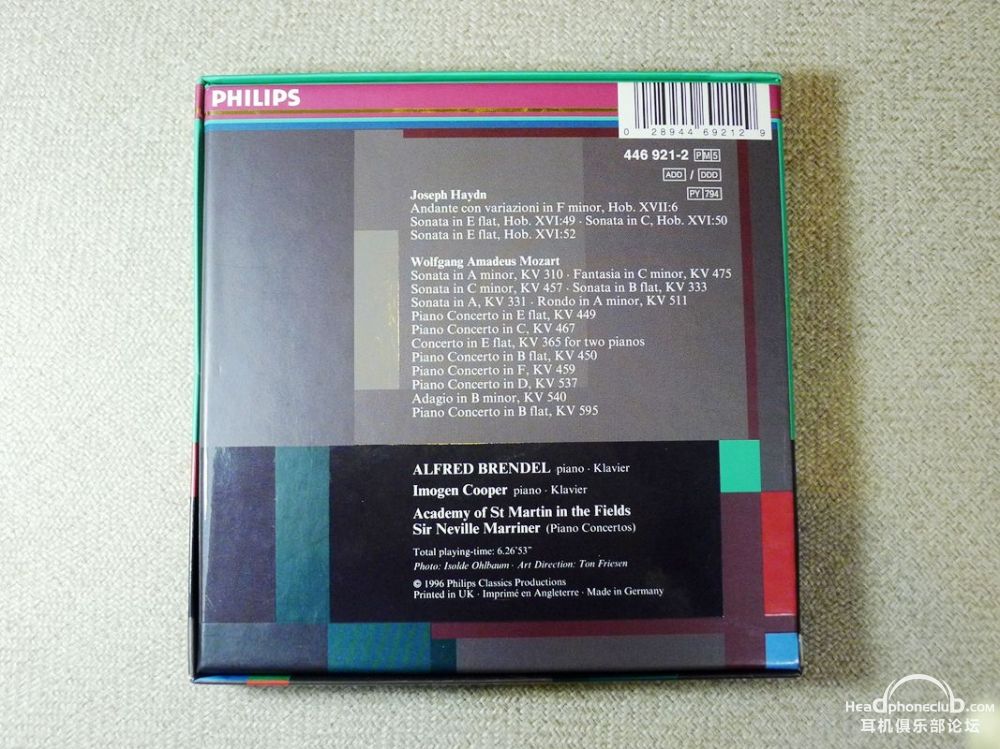 PHILIPS
0 28944 69212 9
446 921-2 PM5
ADD / DDD
PY 794
Joseph Haydn
Andante con variazioni in F minor, Hob. XVII:6
Sonata in E flat, Hob. XVI:49 · Sonata in C, Hob. XVI:50
Sonata in E flat, Hob. XVI:52
Wolfgang Amadeus Mozart
Sonata in A minor, KV 310 · Fantasia in C minor, KV 475
Sonata in C minor, KV 457 · Sonata in B flat, KV 333
Sonata in A, KV 331 · Rondo in A minor, KV 511
Piano Concerto in E flat, KV 449
Piano Concerto in C, KV 467
Concerto in E flat, KV 365 for two pianos
Piano Concerto in B flat, KV 450
Piano Concerto in F, KV 459
Piano Concerto in D, KV 537
Adagio in B minor, KV 540
Piano Concerto in B flat, KV 595
ALFRED BRENDEL piano · Klavier
Imogen Cooper piano · Klavier
Academy of St Martin in the Fields
Sir Neville Marriner (Piano Concertos)
Total playing-time: 6.26'53"
Photo: Isolde Ohlbaum · Art Direction: Ton Friesen
© 1996 Philips Classics Productions
Printed in UK · Imprimé en Angleterre · Made in Germany
HeadphoneclubD.com
耳机俱乐部论坛